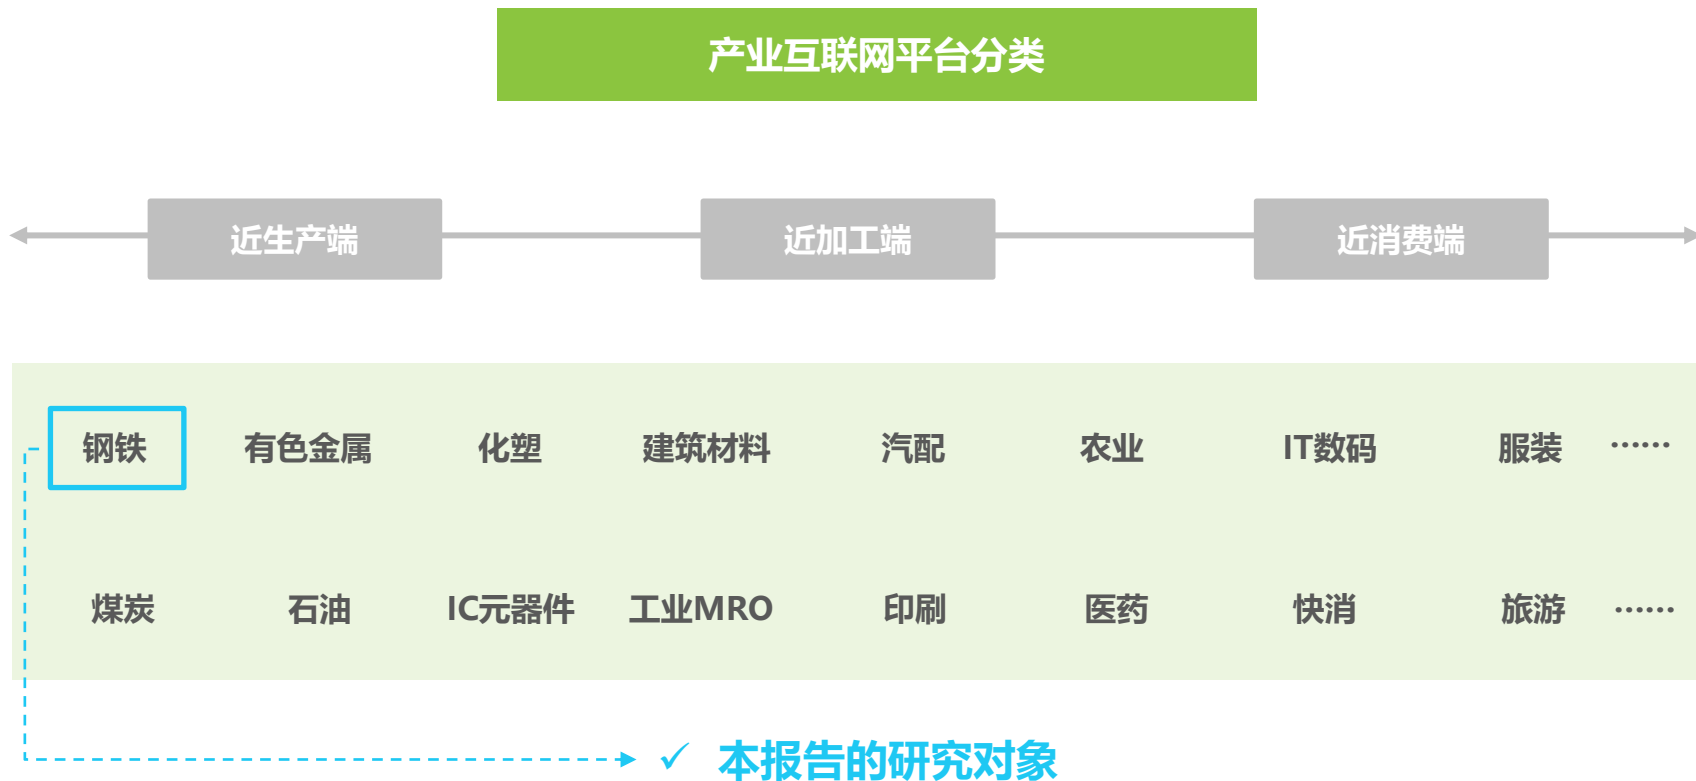 产业互联网平台分类
近生产端 近加工端 近消费端
钢铁 有色金属 化塑 建筑材料 汽配 农业 IT数码 服装 ……
煤炭 石油 IC元器件 工业MRO 印刷 医药 快消 旅游 ……
✓ 本报告的研究对象